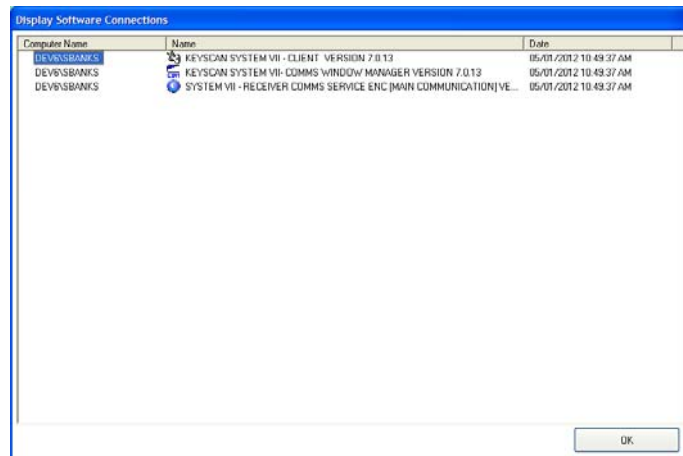 Display Software Connections
Computer Name Name Date
DEV6\SBANKS KEYSCAN SYSTEM VII - CLIENT VERSION 7.0.13 05/01/2012 10:49:37 AM
DEV6\SBANKS KEYSCAN SYSTEM VII- COMMS WINDOW MANAGER VERSION 7.0.13 05/01/2012 10:49:37 AM
DEV6\SBANKS SYSTEM VII - RECEIVER COMMS SERVICE ENC [MAIN COMMUNICATION] VE... 05/01/2012 10:49:37 AM
OK